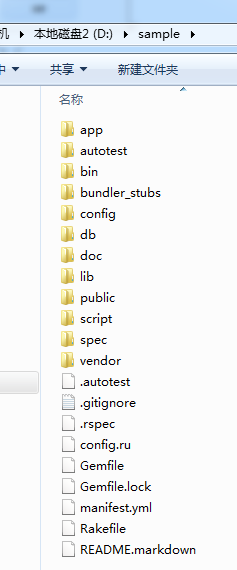 机 ▸ 本地磁盘2 (D:) ▸ sample ▸
中 ▼ 共享 ▼ 新建文件夹
名称
app
autotest
bin
bundler_stubs
config
db
doc
lib
public
script
spec
vendor
.autotest
.gitignore
.rspec
config.ru
Gemfile
Gemfile.lock
manifest.yml
Rakefile
README.markdown